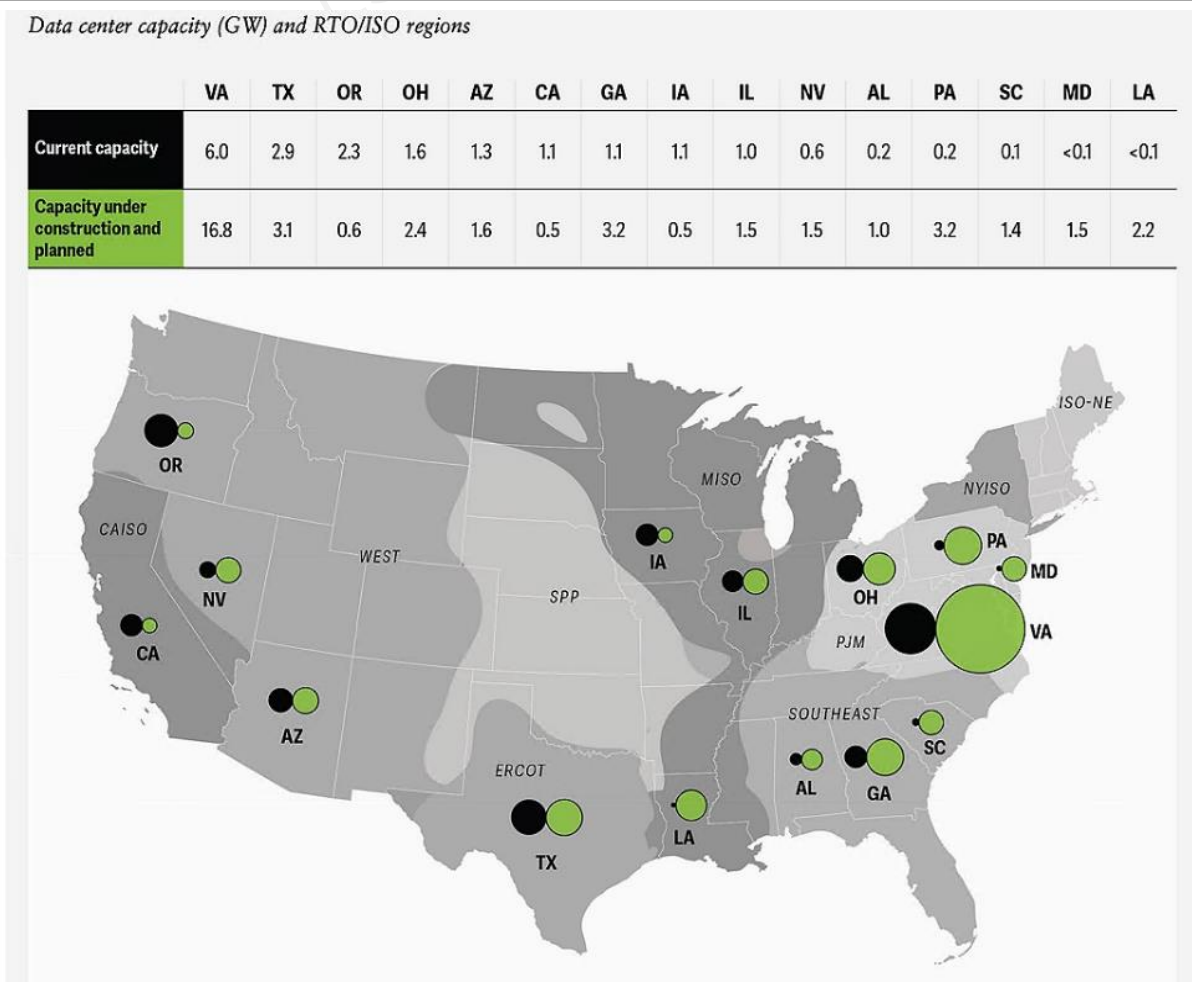 Data center capacity (GW) and RTO/ISO regions
VA TX OR OH AZ CA GA IA IL NV AL PA SC MD LA
Current capacity 6.0 2.9 2.3 1.6 1.3 1.1 1.1 1.1 1.0 0.6 0.2 0.2 0.1 <0.1 <0.1
Capacity under
construction and
planned
16.8 3.1 0.6 2.4 1.6 0.5 3.2 0.5 1.5 1.5 1.0 3.2 1.4 1.5 2.2
ISO-NE
OR
MISO
NYISO
CAISO
WEST
IA
PA
MD
NV
SPP
OH
IL
CA
PJM
VA
AZ
SOUTHEAST
SC
ERCOT
AL
GA
LA
TX